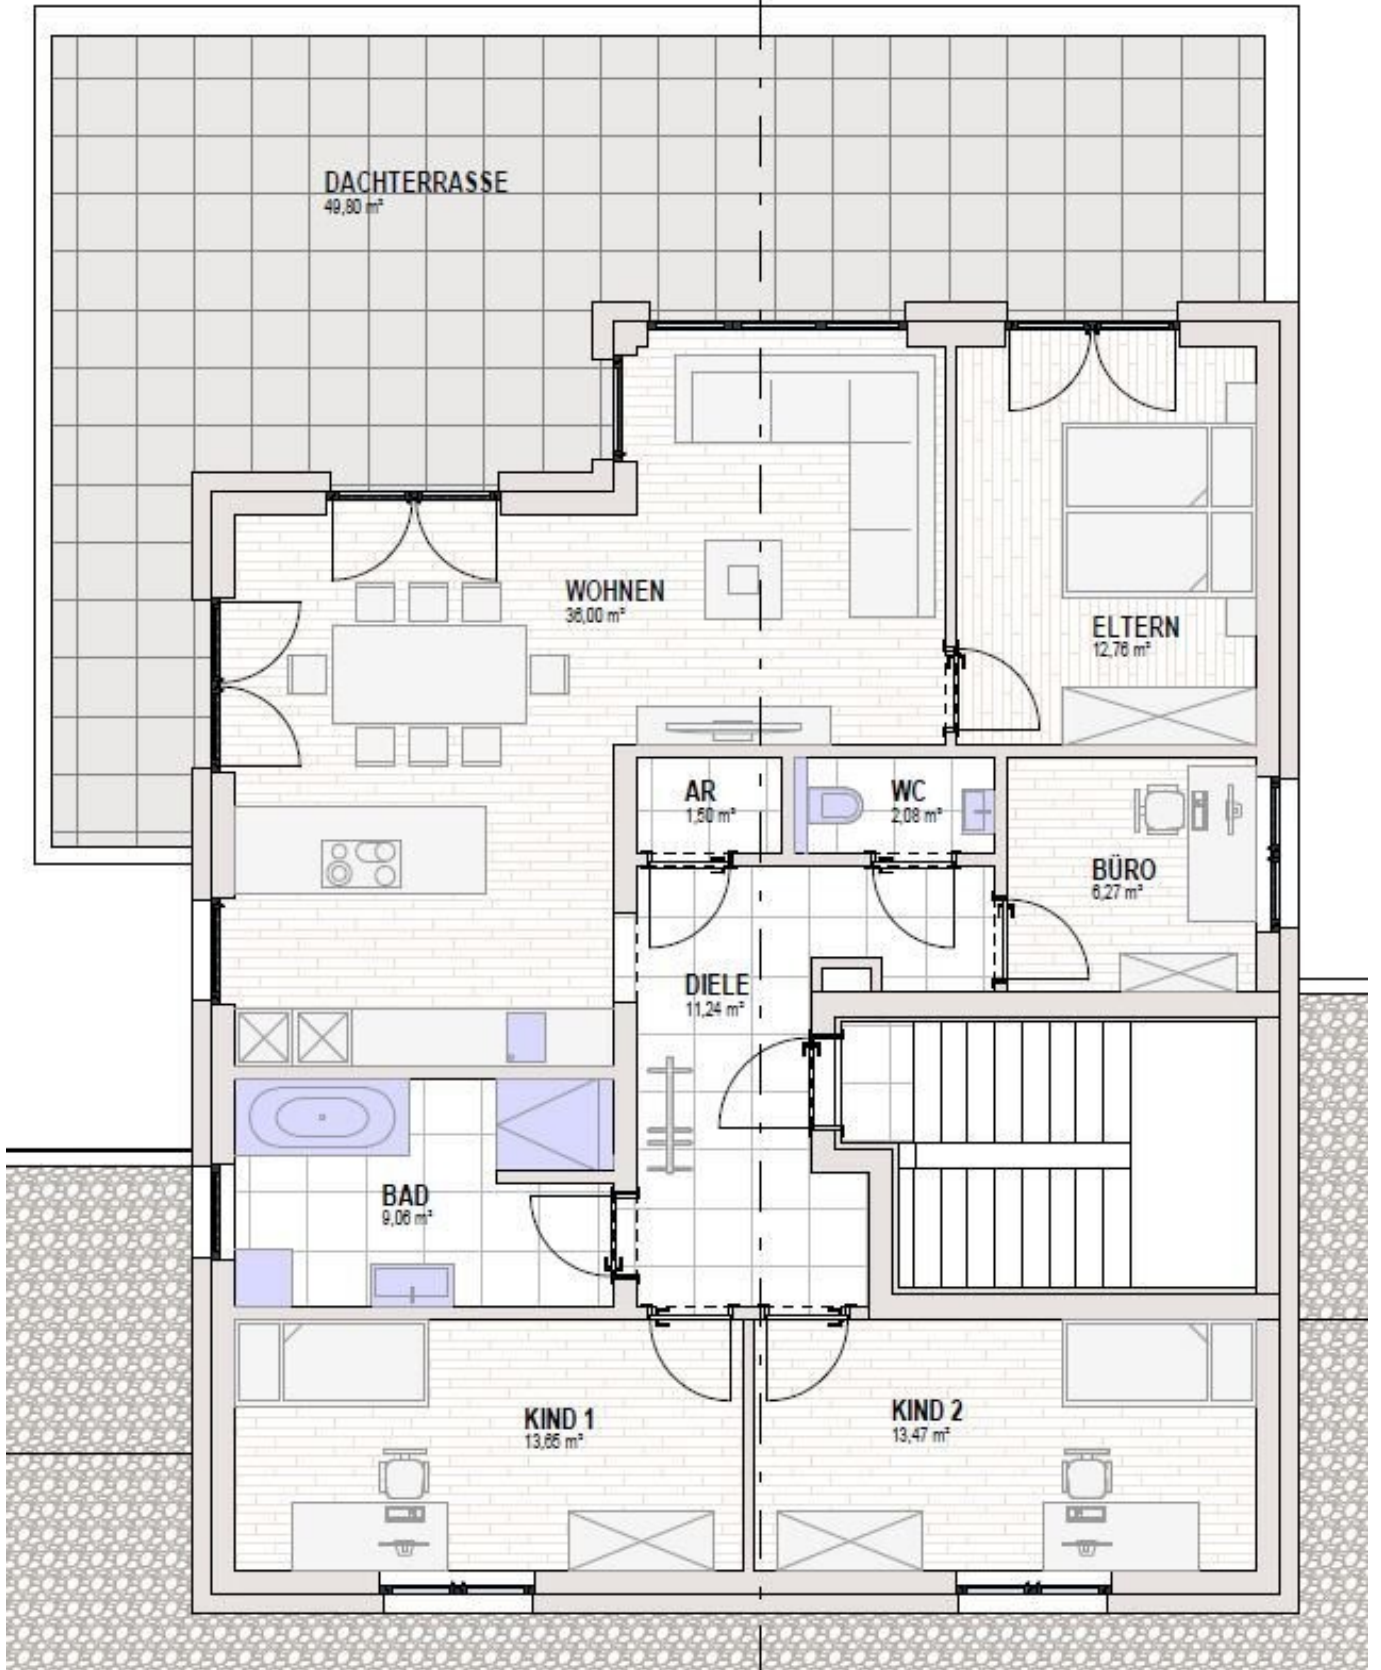 DACHTERRASSE
49,80 m²
WOHNEN
36,00 m²
ELTERN
12,76 m²
AR
1,50 m²
WC
2,08 m²
BÜRO
6,27 m²
DIELE
11,24 m²
BAD
9,06 m²
KIND 1
13,65 m²
KIND 2
13,47 m²